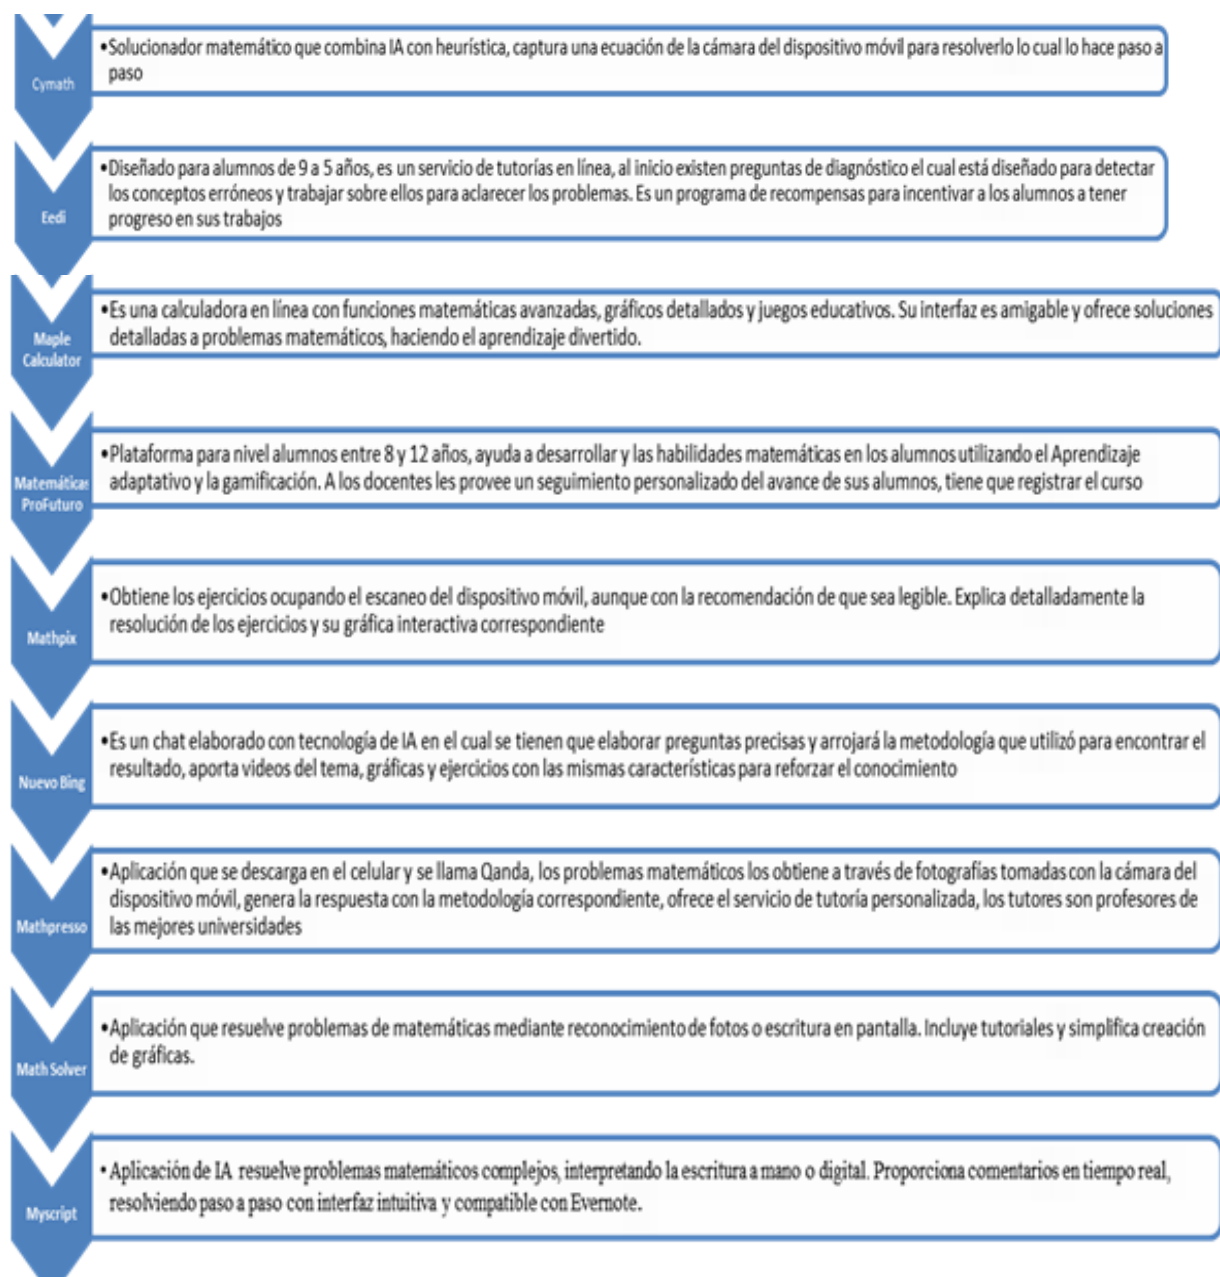 Cymath
•Solucionador matemático que combina IA con heurística, captura una ecuación de la cámara del dispositivo móvil para resolverlo lo cual lo hace paso a
paso
Eedi
•Diseñado para alumnos de 9 a 5 años, es un servicio de tutorías en línea, al inicio existen preguntas de diagnóstico el cual está diseñado para detectar
los conceptos erróneos y trabajar sobre ellos para aclarecer los problemas. Es un programa de recompensas para incentivar a los alumnos a tener
progreso en sus trabajos
Maple
Calculator
•Es una calculadora en línea con funciones matemáticas avanzadas, gráficos detallados y juegos educativos. Su interfaz es amigable y ofrece soluciones
detalladas a problemas matemáticos, haciendo el aprendizaje divertido.
Matemáticas
ProFuturo
•Plataforma para nivel alumnos entre 8 y 12 años, ayuda a desarrollar y las habilidades matemáticas en los alumnos utilizando el Aprendizaje
adaptativo y la gamificación. A los docentes les provee un seguimiento personalizado del avance de sus alumnos, tiene que registrar el curso
Mathpix
•Obtiene los ejercicios ocupando el escaneo del dispositivo móvil, aunque con la recomendación de que sea legible. Explica detalladamente la
resolución de los ejercicios y su gráfica interactiva correspondiente
Nuevo Bing
•Es un chat elaborado con tecnología de IA en el cual se tienen que elaborar preguntas precisas y arrojará la metodología que utilizó para encontrar el
resultado, aporta videos del tema, gráficas y ejercicios con las mismas características para reforzar el conocimiento
Mathpresso
•Aplicación que se descarga en el celular y se llama Qanda, los problemas matemáticos los obtiene a través de fotografías tomadas con la cámara del
dispositivo móvil, genera la respuesta con la metodología correspondiente, ofrece el servicio de tutoría personalizada, los tutores son profesores de
las mejores universidades
Math Solver
•Aplicación que resuelve problemas de matemáticas mediante reconocimiento de fotos o escritura en pantalla. Incluye tutoriales y simplifica creación
de gráficas.
Myscript
• Aplicación de IA resuelve problemas matemáticos complejos, interpretando la escritura a mano o digital. Proporciona comentarios en tiempo real,
resolviendo paso a paso con interfaz intuitiva y compatible con Evernote.